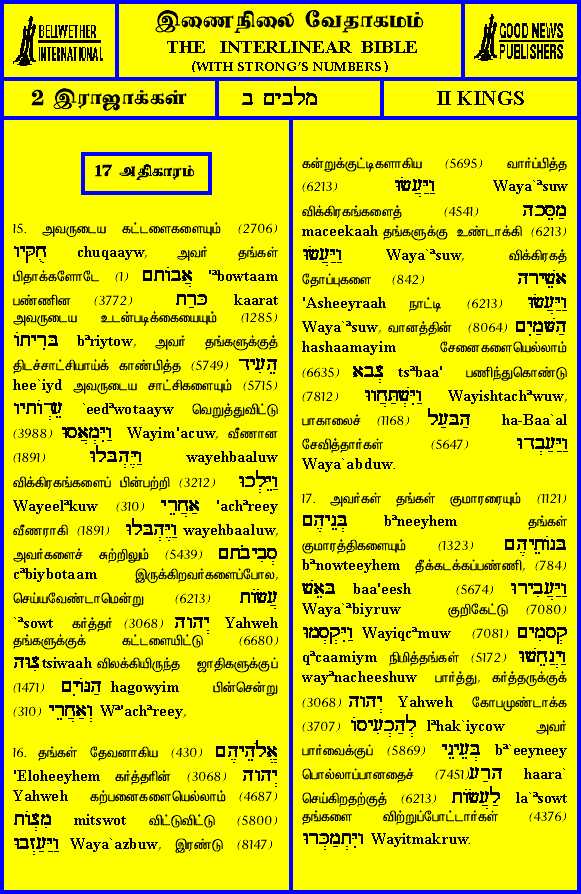 BELLWETHER
INTERNATIONAL
இணைநிலை வேதாகமம்
THE INTERLINEAR BIBLE
(WITH STRONG'S NUMBERS)
GOOD NEWS
PUBLISHERS
2 இராஜாக்கள்
מלבים ב
II KINGS
17 அதிகாரம்
15. அவருடைய கட்டளைகளையும் (2706)
חֻקָּיו chuqaayw, அவர் தங்கள்
பிதாக்களோடே (1) אֲבוֹתָם 'ªbowtaam
பண்ணின (3772) כָּרַת kaarat
அவருடைய உடன்படிக்கையையும் (1285)
בְּרִיתוֹ bªriytow, அவர் தங்களுக்குத்
திடச்சாட்சியாய்க் காண்பித்த (5749) הֵעִיד
hee`iyd அவருடைய சாட்சிகளையும் (5715)
עֵדְוֹתָיו `eedªwotaayw வெறுத்துவிட்டு
(3988) וַיִּמְאֲסוּ Wayim'acuw, வீணான
(1891) וַיֶּהְבָּלוּ wayehbaaluw
விக்கிரகங்களைப் பின்பற்றி (3212) וַיֵּלְכוּ
Wayeelªkuw (310) אַחֲרֵי 'achªreey
வீணராகி (1891) וַיֶּהְבָּלוּ wayehbaaluw,
அவர்களைச் சுற்றிலும் (5439) סְבִיבֹתָם
cªbiybotaam இருக்கிறவர்களைப்போல,
செய்யவேண்டாமென்று (6213) עֲשׂוֹת
`ªsowt கர்த்தர் (3068) יְהוָה Yahweh
தங்களுக்குக் கட்டளையிட்டு (6680)
צִוָּה tsiwaah விலக்கியிருந்த ஜாதிகளுக்குப்
(1471) הַגּוֹיִם hagowyim பின்சென்று
(310) וְאַחֲרֵי Wª'achªreey,
16. தங்கள் தேவனாகிய (430) אֱלֹהֵיהֶם
'Eloheeyhem கர்த்தரின் (3068) יְהוָה
Yahweh கற்பனைகளையெல்லாம் (4687)
מִצְוֹת mitswot விட்டுவிட்டு (5800)
וַיַּעַזְבוּ Waya`azbuw, இரண்டு (8147)
கன்றுக்குட்டிகளாகிய (5695) வார்ப்பித்த
(6213) וַיַּעֲשׂוּ Waya`ªsuw
விக்கிரகங்களைத் (4541) מַסֵּכָה
maceekaah தங்களுக்கு உண்டாக்கி (6213)
וַיַּעֲשׂוּ Waya`ªsuw, விக்கிரகத்
தோப்புகளை (842) אֲשֵׁירָה
'Asheeyraah நாட்டி (6213) וַיַּעֲשׂוּ
Waya`ªsuw, வானத்தின் (8064) הַשָּׁמַיִם
hashaamayim சேனைகளையெல்லாம்
(6635) צְבָא tsªbaa' பணிந்துகொண்டு
(7812) וַיִּשְׁתַּחֲווּ Wayishtachªwuw,
பாகாலைச் (1168) הַבַּעַל ha-Baa`al
சேவித்தார்கள் (5647) וַיַּעַבְדוּ
Waya`abduw.
17. அவர்கள் தங்கள் குமாரரையும் (1121)
בְּנֵיהֶם bªneeyhem தங்கள்
குமாரத்திகளையும் (1323) בְּנוֹתֵיהֶם
bªnowteeyhem தீக்கடக்கப்பண்ணி, (784)
בָּאֵשׁ baa'eesh (5674) וַיַּעֲבִירוּ
Waya`ªbiyruw குறிகேட்டு (7080)
וַיִּקְסְמוּ Wayiqcªmuw (7081) קְסָמִים
qªcaamiym நிமித்தங்கள் (5172) וַיְנַחֵשׁוּ
wayªnacheeshuw பார்த்து, கர்த்தருக்குக்
(3068) יְהוָה Yahweh கோபமுண்டாக்க
(3707) לְהַכְעִיסוֹ lªhak`iycow அவர்
பார்வைக்குப் (5869) בְּעֵינֵי bª`eeyneey
பொல்லாப்பானதைச் (7451) הָרַע haara`
செய்கிறதற்குத் (6213) לַעֲשׂוֹת la`ªsowt
தங்களை விற்றுப்போட்டார்கள் (4376)
וַיִּתְמַכְּרוּ Wayitmakruw.